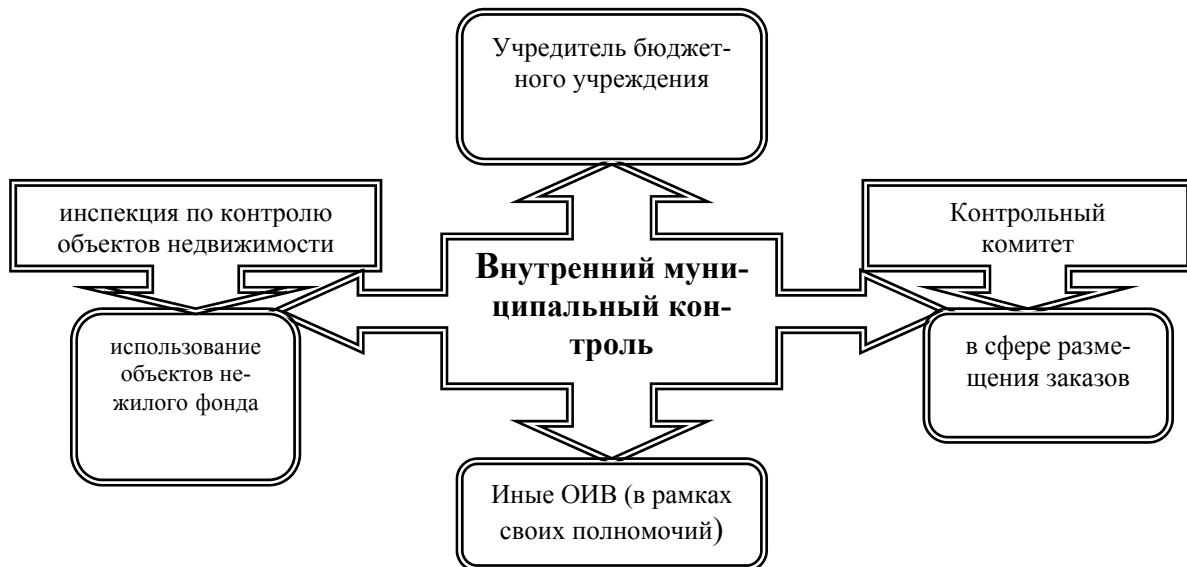 Учредитель бюджет-
ного учреждения
инспекция по контролю
объектов недвижимости
Контрольный
комитет
Внутренний муни-
ципальный кон-
троль
использование
объектов не-
жилого фонда
в сфере разме-
щения заказов
Иные ОИВ (в рамках
своих полномочий)